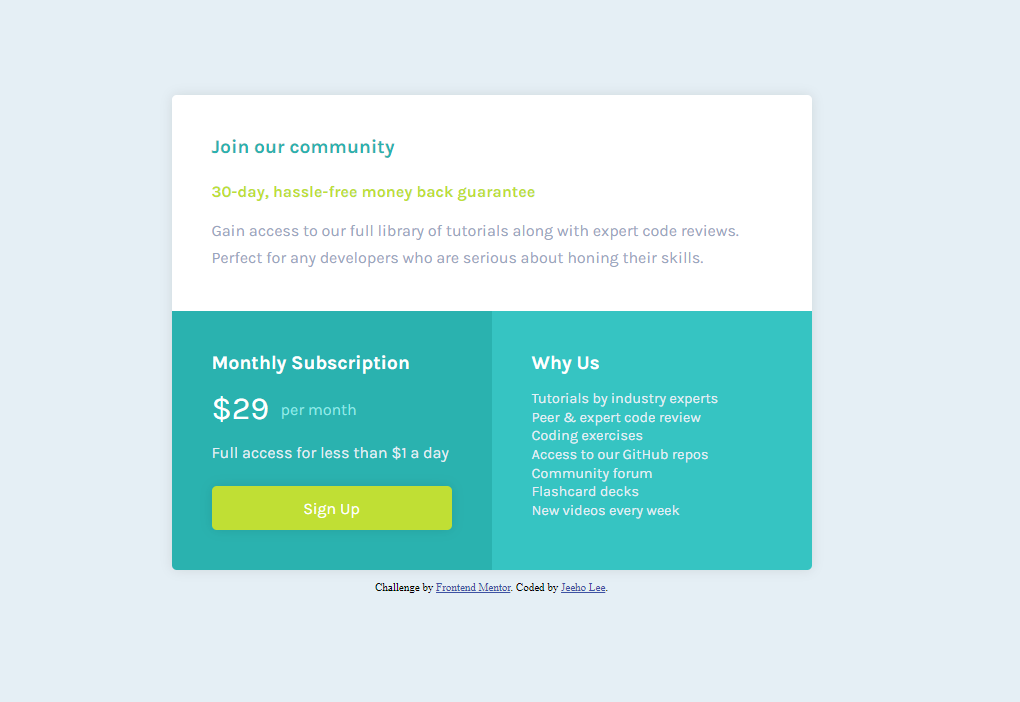 Join our community
30-day, hassle-free money back guarantee
Gain access to our full library of tutorials along with expert code reviews.
Perfect for any developers who are serious about honing their skills.
Monthly Subscription
$29 per month
Full access for less than $1 a day
Sign Up
Why Us
Tutorials by industry experts
Peer & expert code review
Coding exercises
Access to our GitHub repos
Community forum
Flashcard decks
New videos every week
Challenge by Frontend Mentor. Coded by Jeeho Lee.